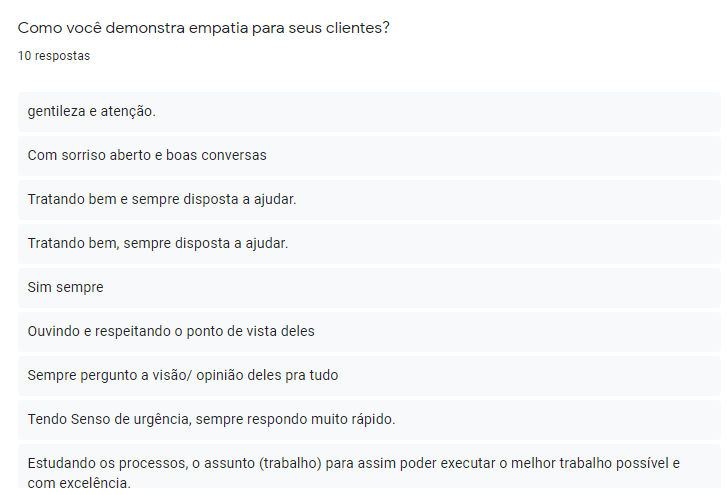 Como você demonstra empatia para seus clientes?
10 respostas
gentileza e atenção.
Com sorriso aberto e boas conversas
Tratando bem e sempre disposta a ajudar.
Tratando bem, sempre disposta a ajudar.
Sim sempre
Ouvindo e respeitando o ponto de vista deles
Sempre pergunto a visão/ opinião deles pra tudo
Tendo Senso de urgência, sempre respondo muito rápido.
Estudando os processos, o assunto (trabalho) para assim poder executar o melhor trabalho possível e
com excelência.